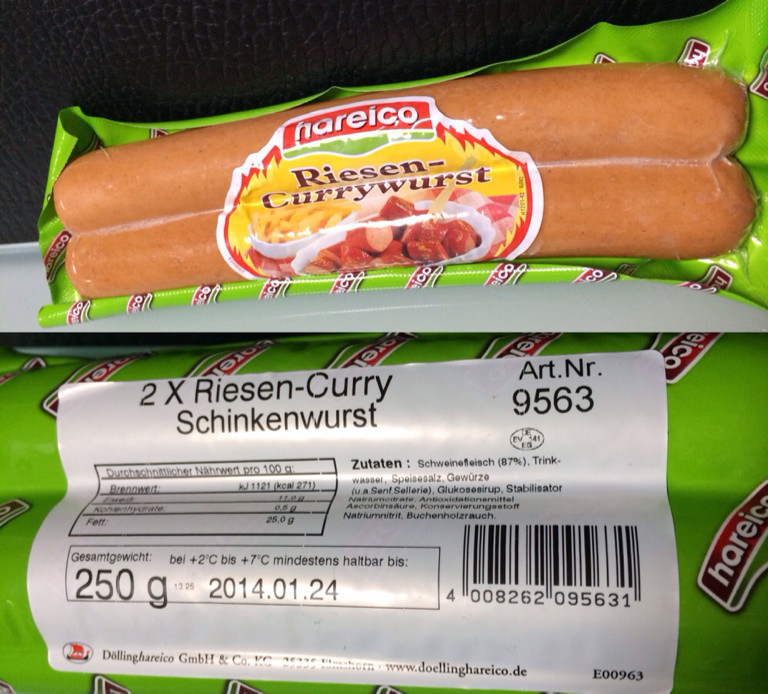 hareico
Riesen-
Currywurst
2 X Riesen-Curry
Schinkenwurst
Art.Nr.
9563
DE
EV 141
EG
Durchschnittlicher Nährwert pro 100 g:
Brennwert: kJ 1121 (kcal 271)
Eiweiß 11,0 g
Kohlenhydrate: 0,5 g
Fett: 25,0 g
Zutaten : Schweinefleisch (87%), Trink-
wasser, Speisesalz, Gewürze
(u.a.Senf,Sellerie), Glukosesirup, Stabilisator
Natriumcitrate, Antioxidationsmittel
Ascorbinsäure, Konservierungsstoff
Natriumnitrit, Buchenholzrauch.
Gesamtgewicht: bei +2°C bis +7°C mindestens haltbar bis:
250 g 13 25 2014.01.24
4 008262 095631
Döllinghareico GmbH & Co. KG 25335 Elmshorn · www.doellinghareico.de
E00963
hareico